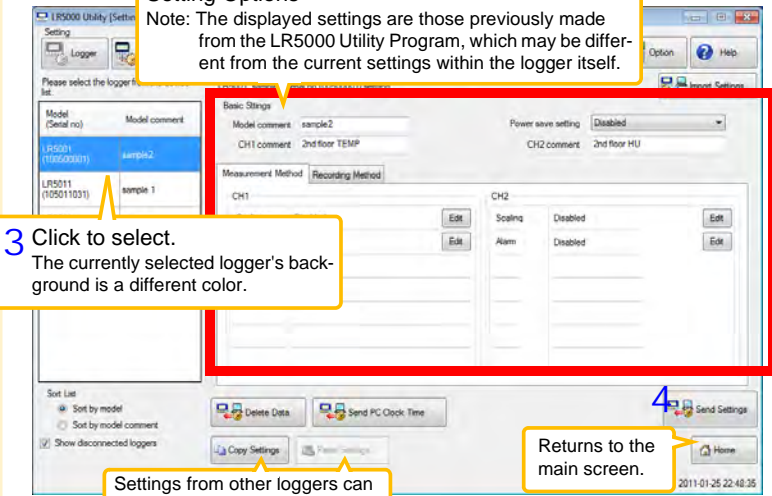 LR5000 Utility [Settin
Setting Options
Note: The displayed settings are those previously made
from the LR5000 Utility Program, which may be differ-
ent from the current settings within the logger itself.
Setting
Logger
Option
Help
Please select the logger
list.
Import Settings
Model
(Serial no)
Model comment
LR5001
(100500001)
sample2
LR5011
(105011031)
sample 1
Basic Sttings
Model comment
sample2
Power save setting
Disabled
CH1 comment
2nd floor TEMP
CH2 comment
2nd floor HU
Measurement Method
Recording Method
CH1
Edit
Edit
CH2
Scaling
Disabled
Edit
Alarm
Disabled
Edit
3 Click to select.
The currently selected logger's back-
ground is a different color.
Sort List
Sort by model
Sort by model comment
Show disconnected loggers
Delete Data
Send PC Clock Time
4
Send Settings
Copy Settings
Paste Settings
Returns to the
main screen.
Home
Settings from other loggers can
2011-01-25 22:48:35